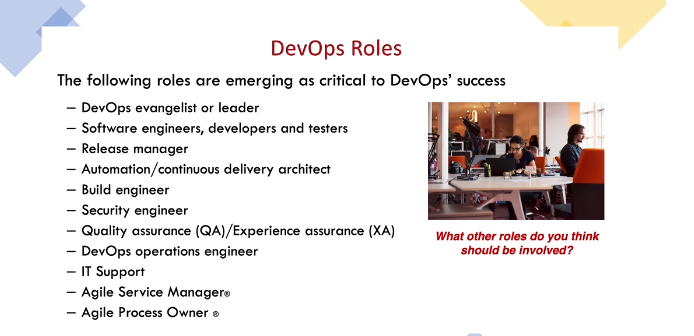 DevOps Roles
The following roles are emerging as critical to DevOps' success
– DevOps evangelist or leader
– Software engineers, developers and testers
– Release manager
– Automation/continuous delivery architect
– Build engineer
– Security engineer
– Quality assurance (QA)/Experience assurance (XA)
– DevOps operations engineer
– IT Support
– Agile Service Manager®
– Agile Process Owner ®
What other roles do you think
should be involved?